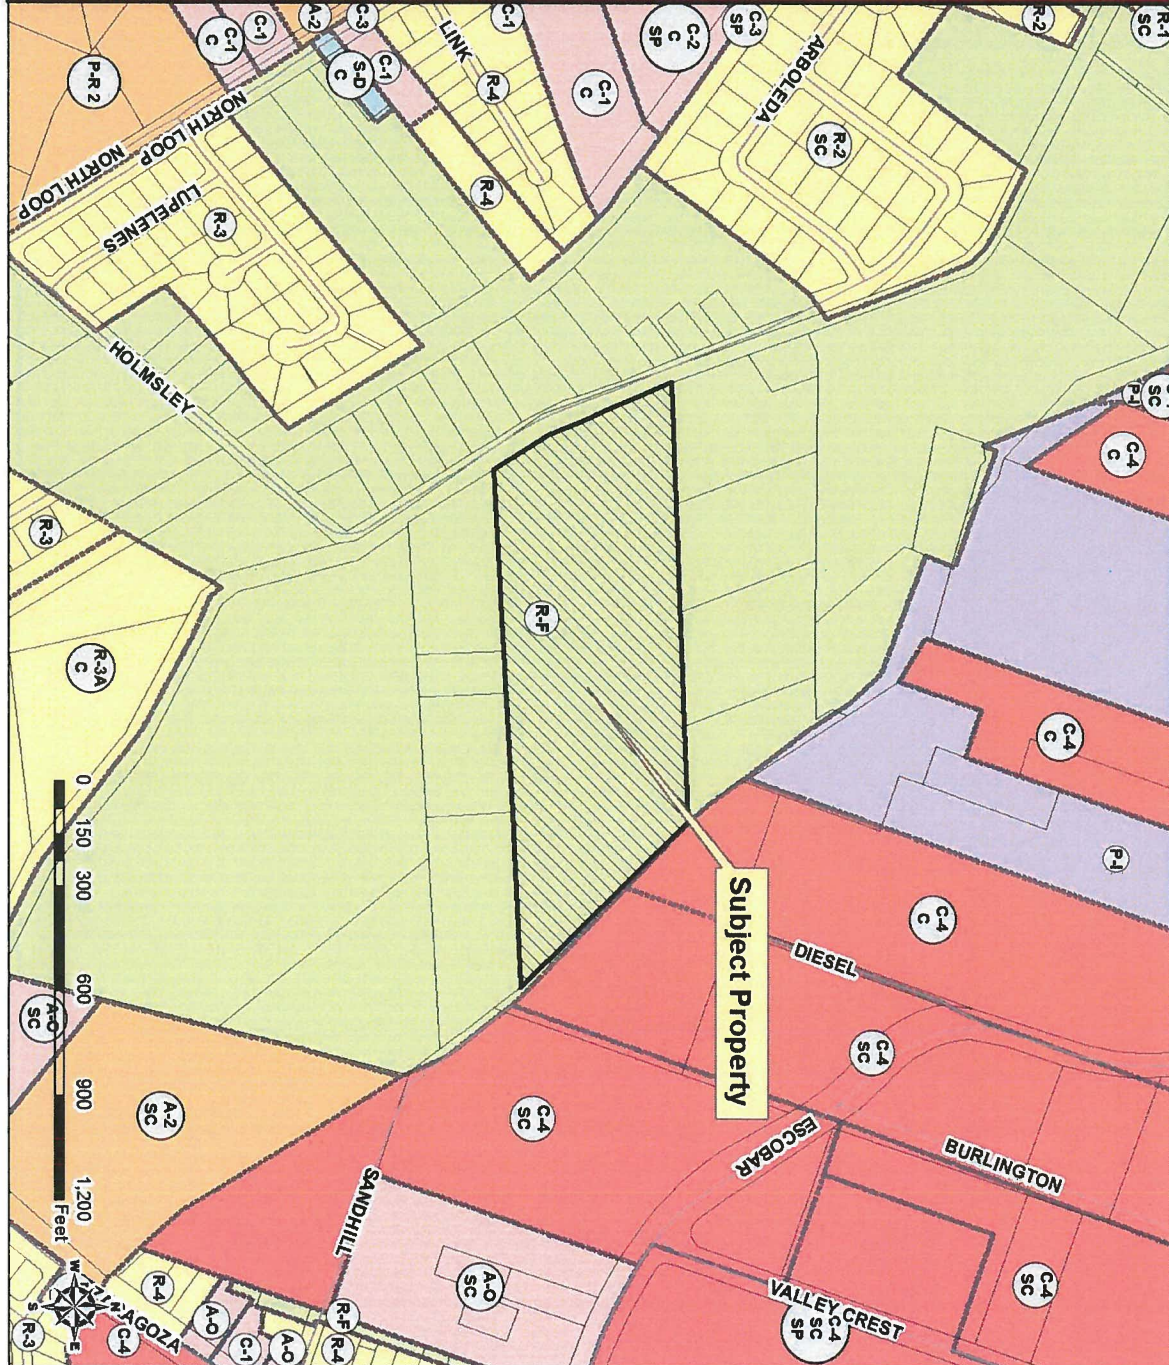 R-1
SC
SC
P-I
C-4
C
P-I
R-2
C-4
C
BURLINGTON
C-4
SC
C-4
C
C-4
SC
R-2
SC
DIESEL
VALLEY CREST
C-4
SC
SP
ARBOLEDA
ESCOBAR
C-3
SP
Subject Property
C-2
C
SP
C-1
C
R-F
C-4
SC
C-1
R-4
R-4
A-O
SC
LINK
C-1
C-3
S-D
C
SANDHILL
R-F
R-4
A-2
C-1
A-O
C-1
C-1
C
NORTH LOOP
R-3
A-O
LUPELENES
HOLMSLEY
A-2
SC
R-4
NORTH LOOP
P-R 2
R-3A
C
C-4
0 150 300 600 900 1,200
Feet
N
W
E
S
R-3
A-O
SC
R-3